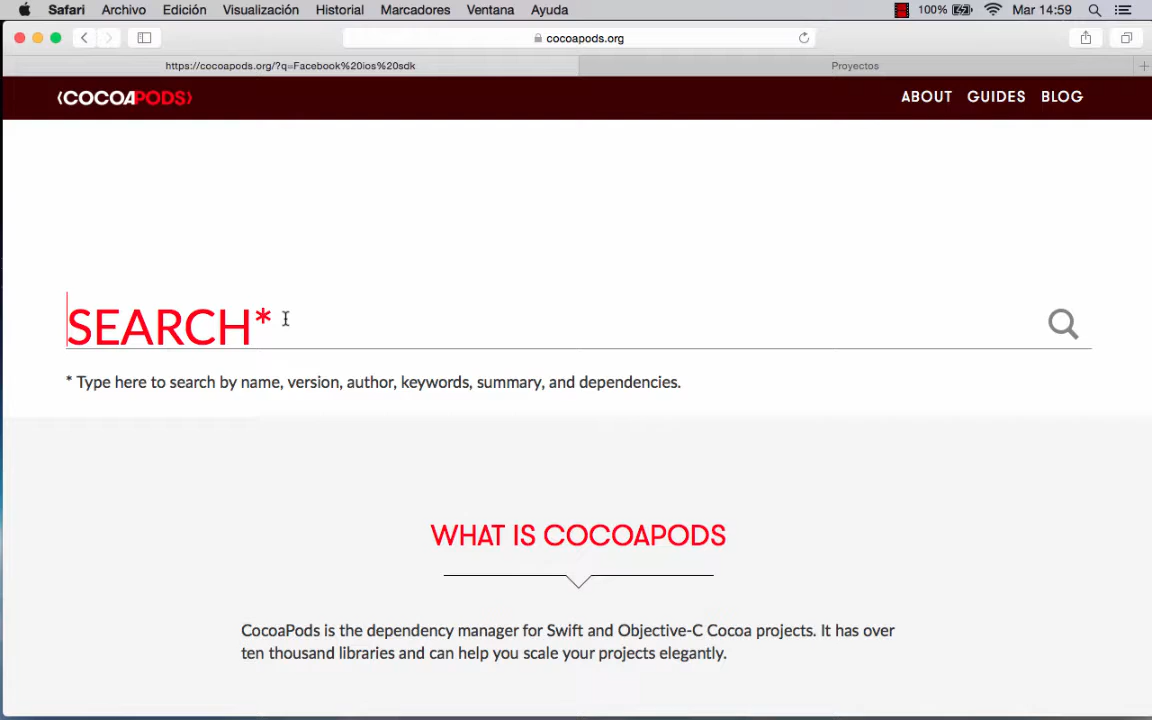 Safari Archivo Edición Visualización Historial Marcadores Ventana Ayuda 100% Mar 14:59
cocoapods.org
https://cocoapods.org/?q=Facebook%20ios%20sdk Proyectos
⟨COCOAPODS⟩ ABOUT GUIDES BLOG
SEARCH*
* Type here to search by name, version, author, keywords, summary, and dependencies.
WHAT IS COCOAPODS
CocoaPods is the dependency manager for Swift and Objective-C Cocoa projects. It has over
ten thousand libraries and can help you scale your projects elegantly.